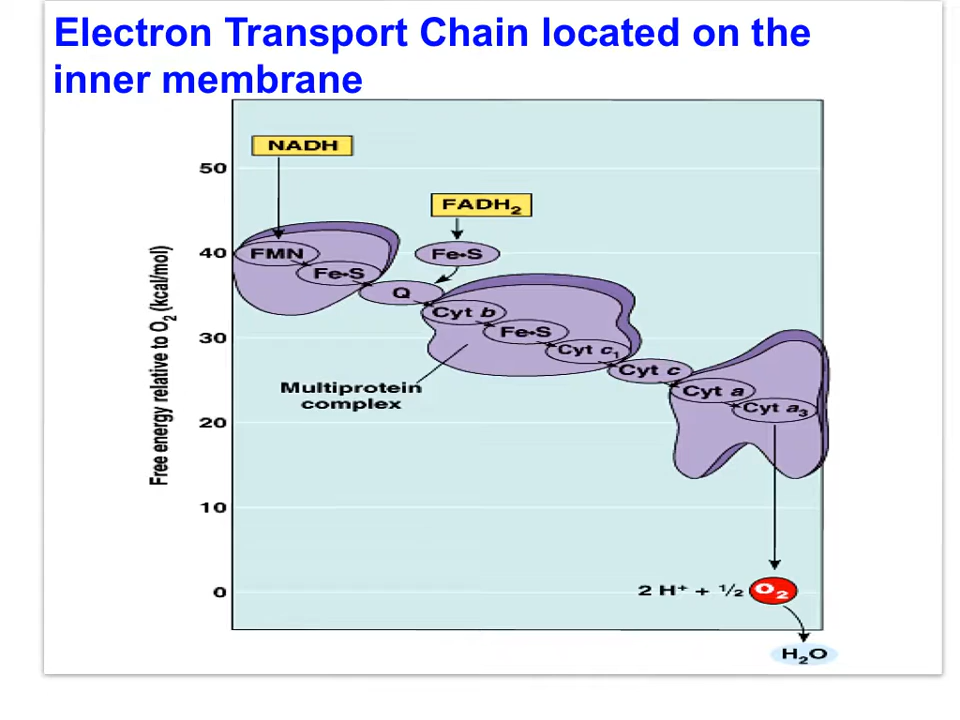 Electron Transport Chain located on the
inner membrane
NADH
50
FADH₂
Free energy relative to O₂ (kcal/mol)
40
FMN
Fe•S
Fe•S
Q
Cyt b
30
Fe•S
Cyt c₁
Cyt c
Multiprotein
complex
Cyt a
Cyt a₃
20
10
0
2 H⁺ + ½ O₂
H₂O